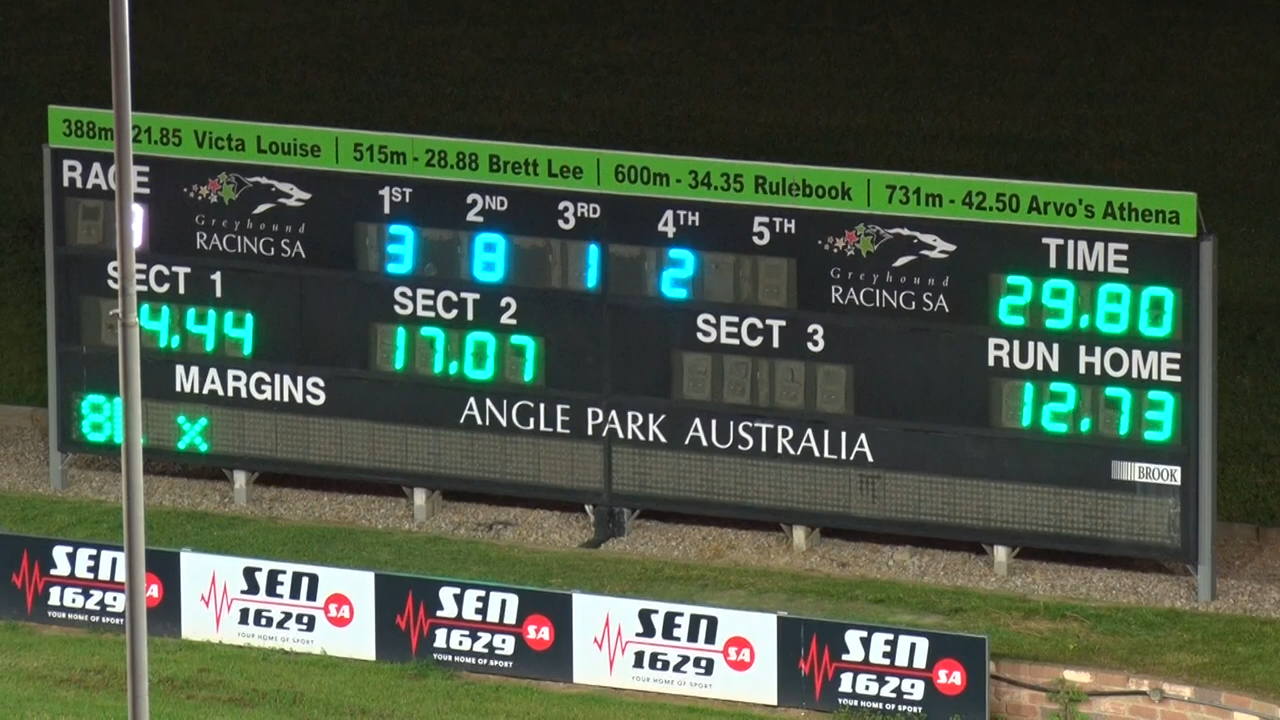 388m 21.85 Victa Louise | 515m - 28.88 Brett Lee | 600m - 34.35 Rulebook | 731m - 42.50 Arvo's Athena
RACE
Greyhound
RACING SA
1ST 2ND 3RD 4TH 5TH
3 8 1 2
Greyhound
RACING SA
TIME
29.80
SECT 1
4.44
SECT 2
17.07
SECT 3
RUN HOME
12.73
MARGINS
ANGLE PARK AUSTRALIA
BROOK
SEN
1629 SA
YOUR HOME OF SPORT
SEN
1629 SA
YOUR HOME OF SPORT
SEN
1629 SA
YOUR HOME OF SPORT
SEN
1629 SA
YOUR HOME OF SPORT
SEN
1629 SA
YOUR HOME OF SPORT